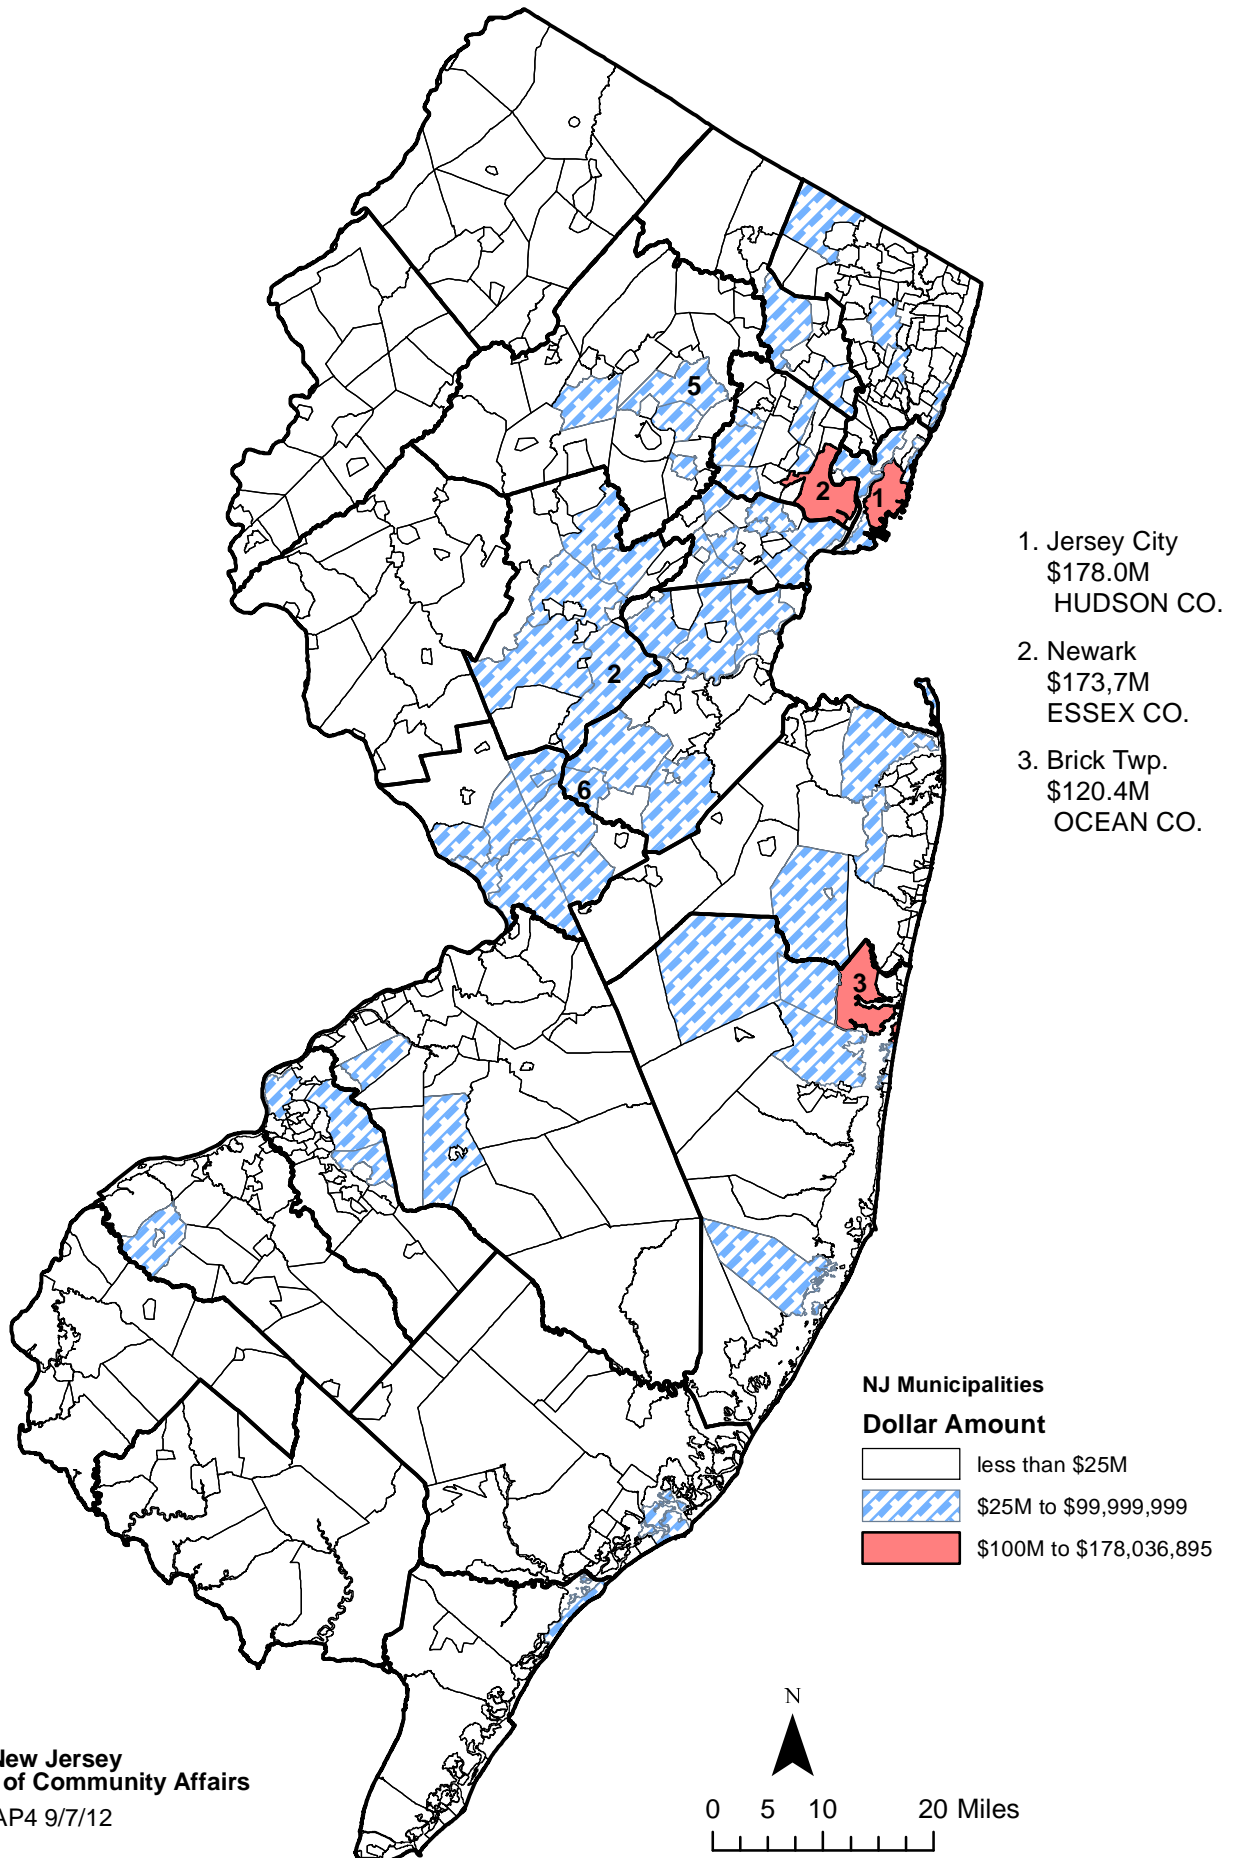 5
2
1
2
6
3
1. Jersey City
$178.0M
HUDSON CO.
2. Newark
$173,7M
ESSEX CO.
3. Brick Twp.
$120.4M
OCEAN CO.
NJ Municipalities
Dollar Amount
less than $25M
$25M to $99,999,999
$100M to $178,036,895
N
0 5 10 20 Miles
New Jersey
of Community Affairs
AP4 9/7/12